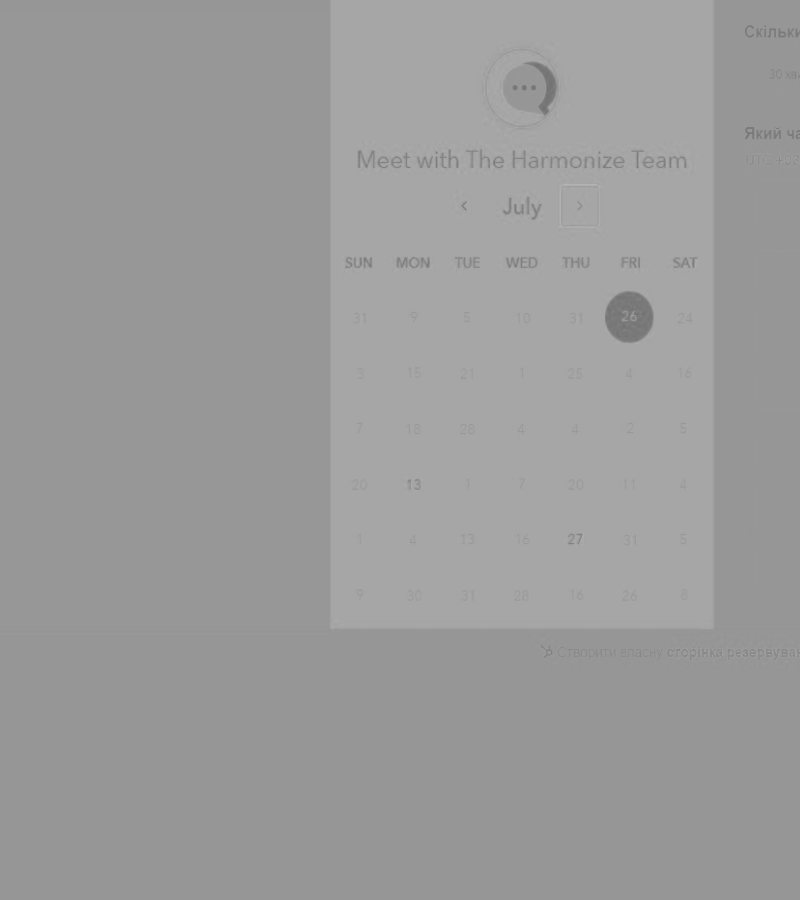 Скільки
30 хв
Який ча
Meet with The Harmonize Team
July
SUN MON TUE WED THU FRI SAT
31 9 5 10 31 26 24
3 15 21 1 25 4 16
7 18 28 4 4 2 5
20 13 1 7 20 11 4
1 4 13 16 27 31 5
9 30 31 28 16 26 8
Створити власну сторінка резервуван